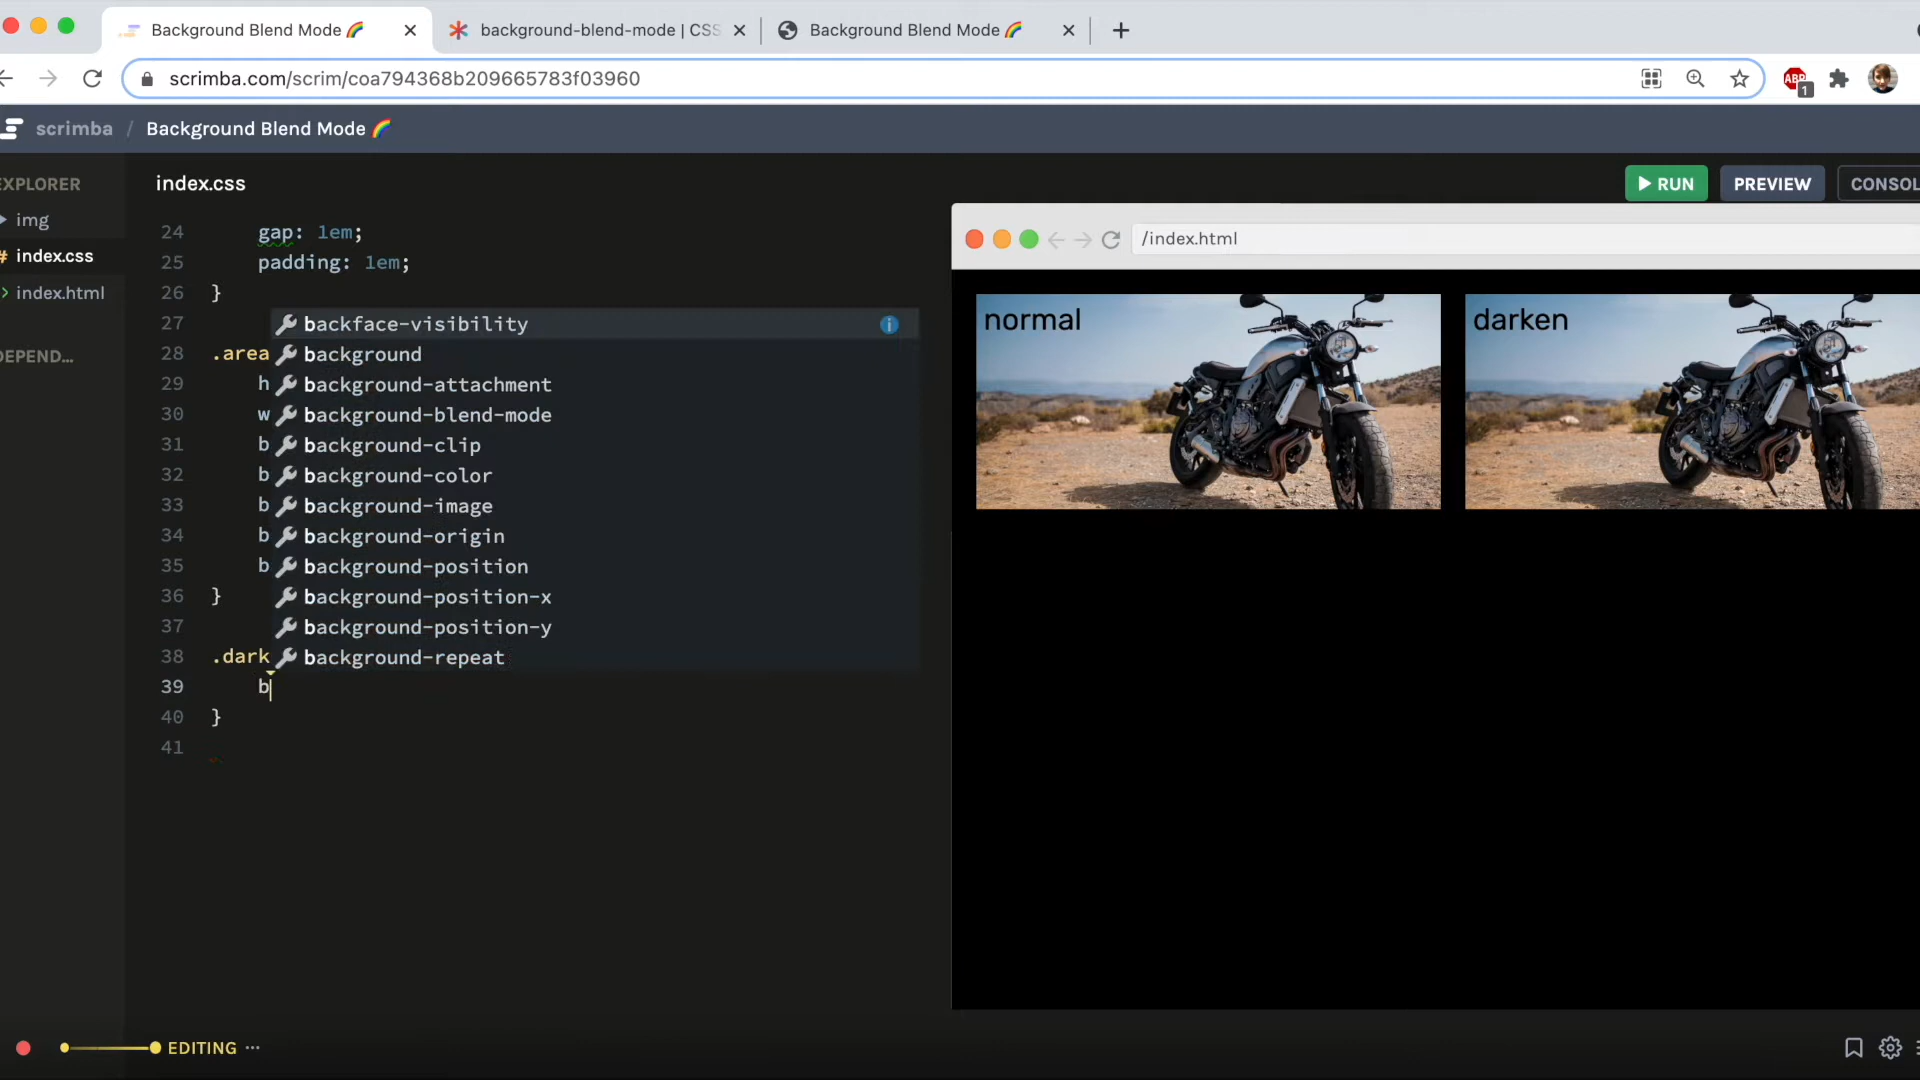 Background Blend Mode 🌈
background-blend-mode | CSS
Background Blend Mode 🌈
scrimba.com/scrim/coa794368b209665783f03960
ABP
1
scrimba / Background Blend Mode 🌈
EXPLORER
img
index.css
index.html
DEPEND...
index.css
RUN
PREVIEW
CONSOL
24 gap: 1em;
25 padding: 1em;
26 }
27
28 .area
29 h
30 w
31 b
32 b
33 b
34 b
35 b
36 }
37
38 .dark
39 b
40 }
41
backface-visibility
background
background-attachment
background-blend-mode
background-clip
background-color
background-image
background-origin
background-position
background-position-x
background-position-y
background-repeat
/index.html
normal
darken
EDITING ...